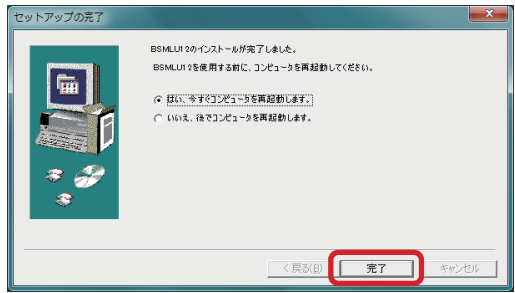 セットアップの完了
BSMLU12のインストールが完了しました。
BSMLU12を使用する前に、コンピュータを再起動してください。
はい、今すぐコンピュータを再起動します。
いいえ、後でコンピュータを再起動します。
< 戻る(B)
完了
キャンセル